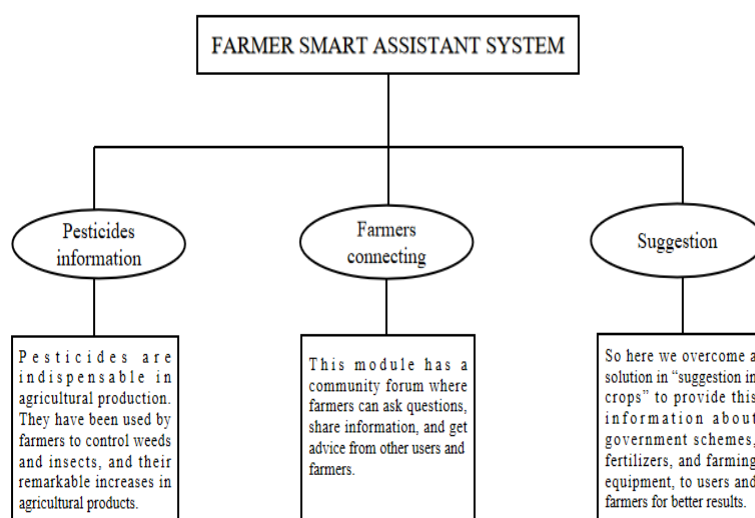 FARMER SMART ASSISTANT SYSTEM
Pesticides
information
Farmers
connecting
Suggestion
Pesticides are
indispensable in
agricultural production.
They have been used by
farmers to control weeds
and insects, and their
remarkable increases in
agricultural products.
This module has a
community forum where
farmers can ask questions,
share information, and get
advice from other users and
farmers.
So here we overcome a
solution in “suggestion in
crops” to provide this
information about
government schemes,
fertilizers, and farming
equipment, to users and
farmers for better results.